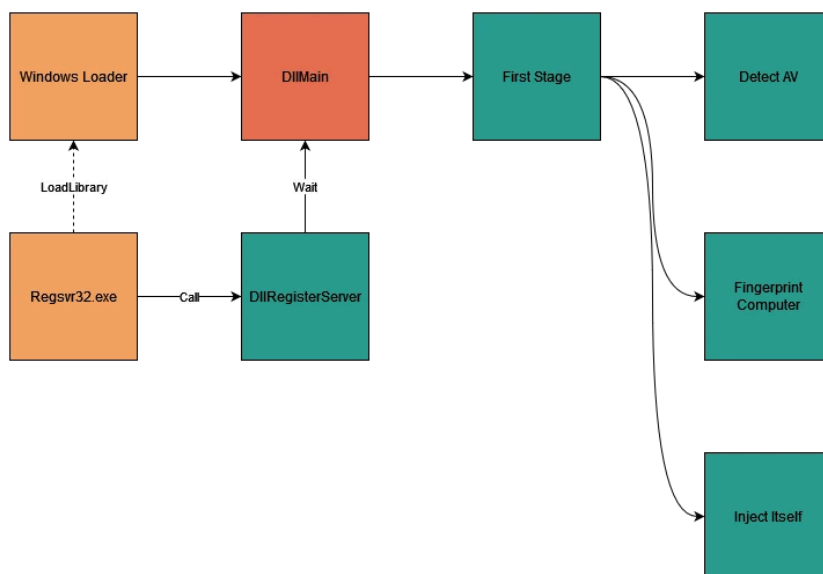 Windows Loader
DllMain
First Stage
Detect AV
LoadLibrary
Wait
Regsvr32.exe
Call
DllRegisterServer
Fingerprint
Computer
Inject Itself